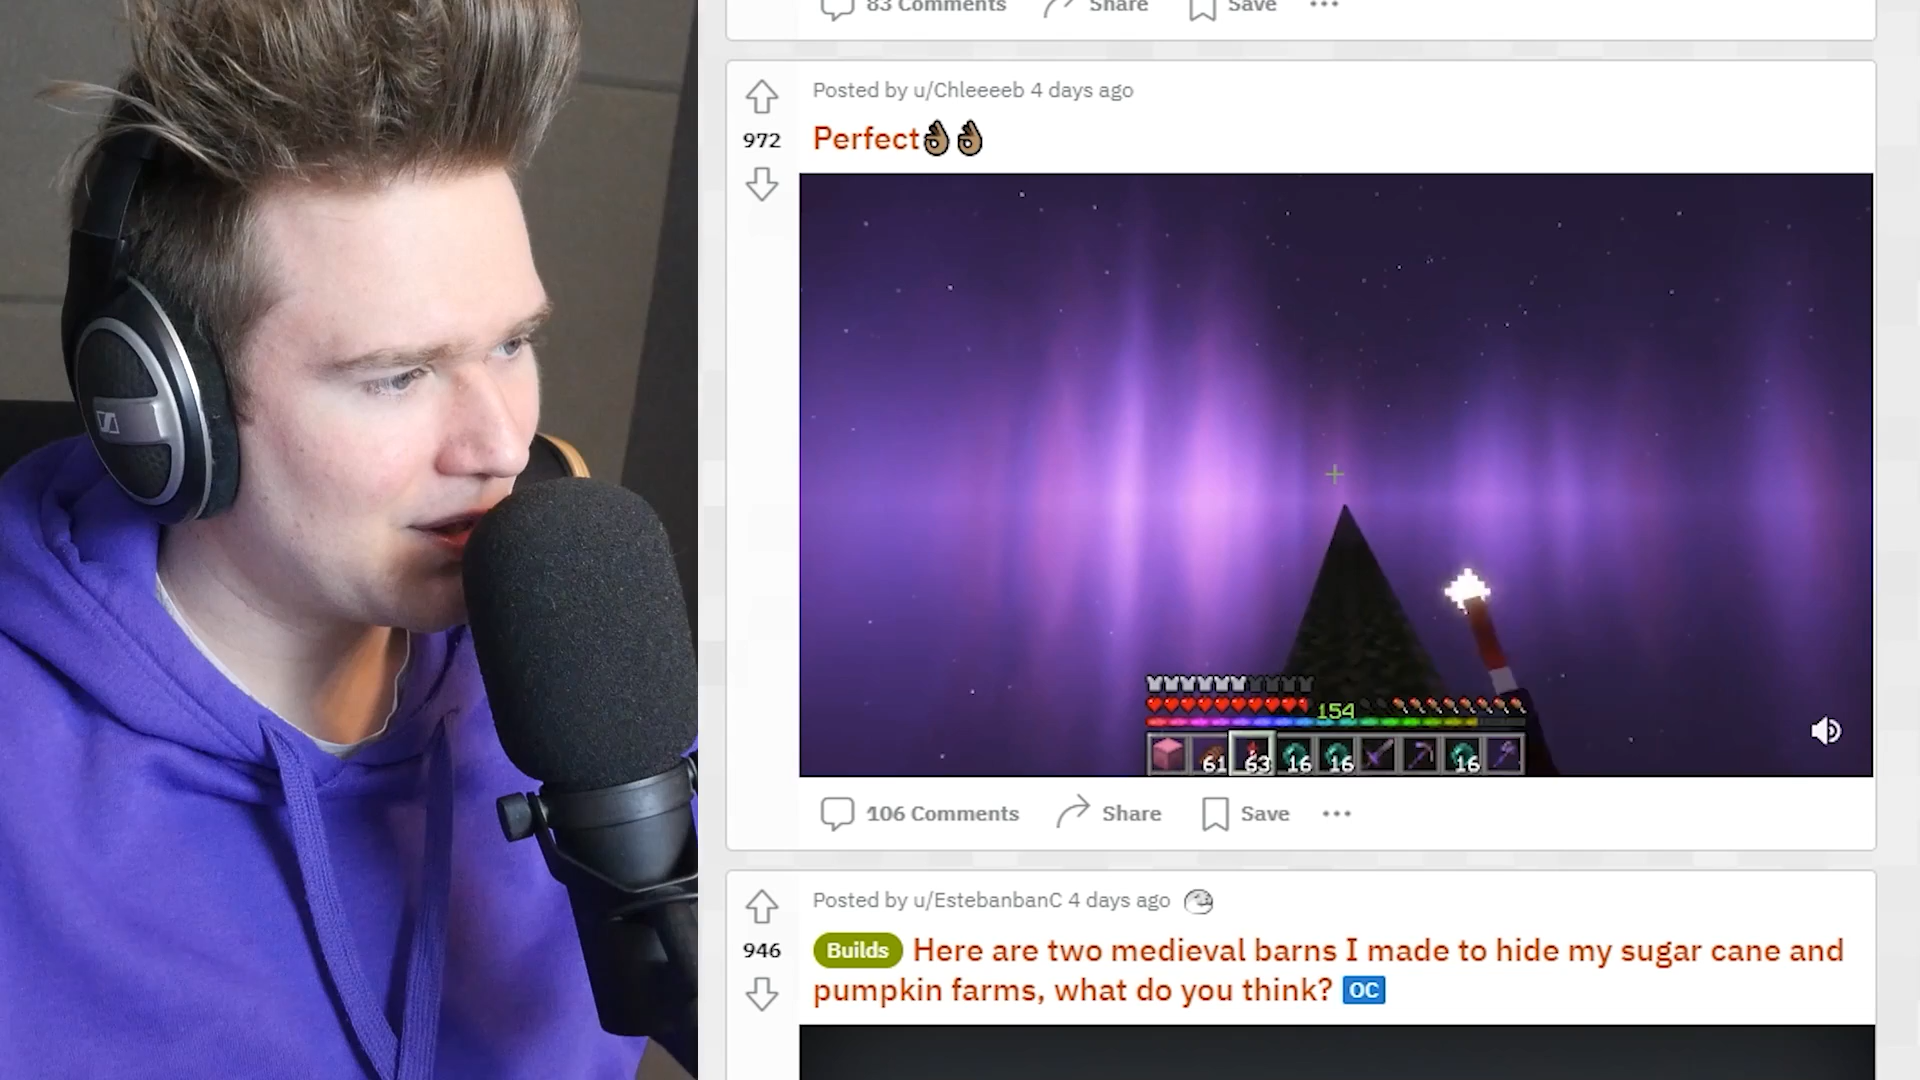 83 Comments Share Save
Posted by u/Chleeeeb 4 days ago
972
Perfect👌🏽👌🏽
154
61 63 16 16 16
106 Comments Share Save
Posted by u/EstebanbanC 4 days ago
946
Builds Here are two medieval barns I made to hide my sugar cane and
pumpkin farms, what do you think? OC